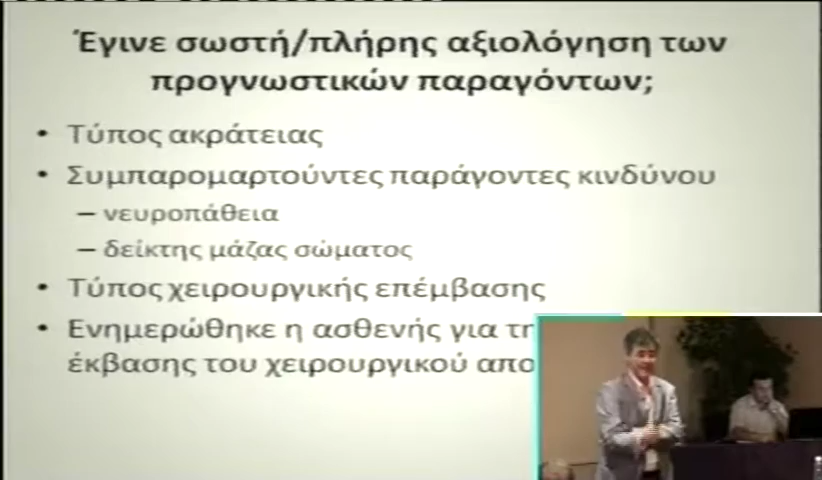 Έγινε σωστή/πλήρης αξιολόγηση των
προγνωστικών παραγόντων;
• Τύπος ακράτειας
• Συμπαρομαρτούντες παράγοντες κινδύνου
– νευροπάθεια
– δείκτης μάζας σώματος
• Τύπος χειρουργικής επέμβασης
• Ενημερώθηκε η ασθενής για τη
έκβασης του χειρουργικού απο